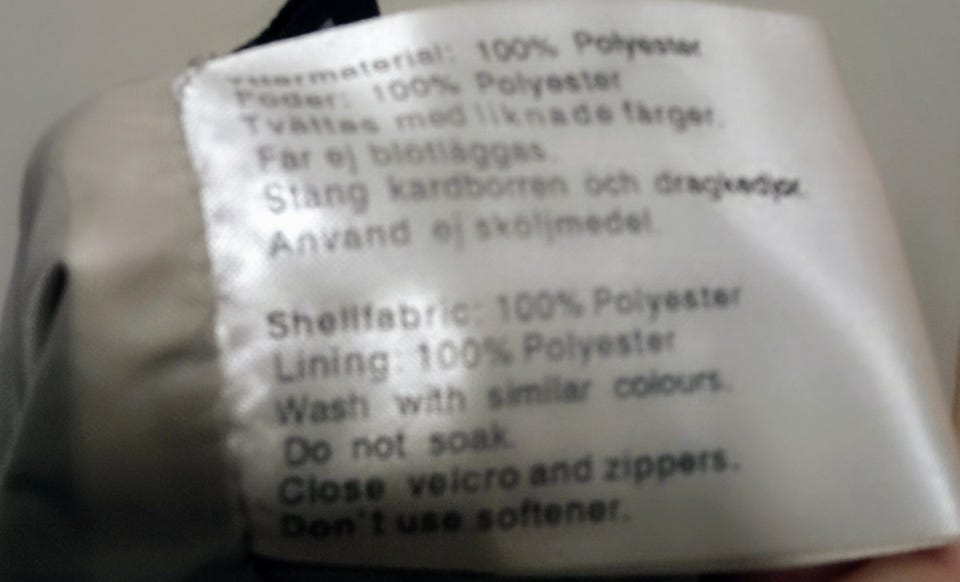 Yttermaterial: 100% Polyester
Foder: 100% Polyester
Tvättas med liknade färger.
Får ej blötläggas.
Stäng kardborren och dragkedjor.
Använd ej sköljmedel.
Shellfabric: 100% Polyester
Lining: 100% Polyester
Wash with similar colours.
Do not soak.
Close velcro and zippers.
Don't use softener.